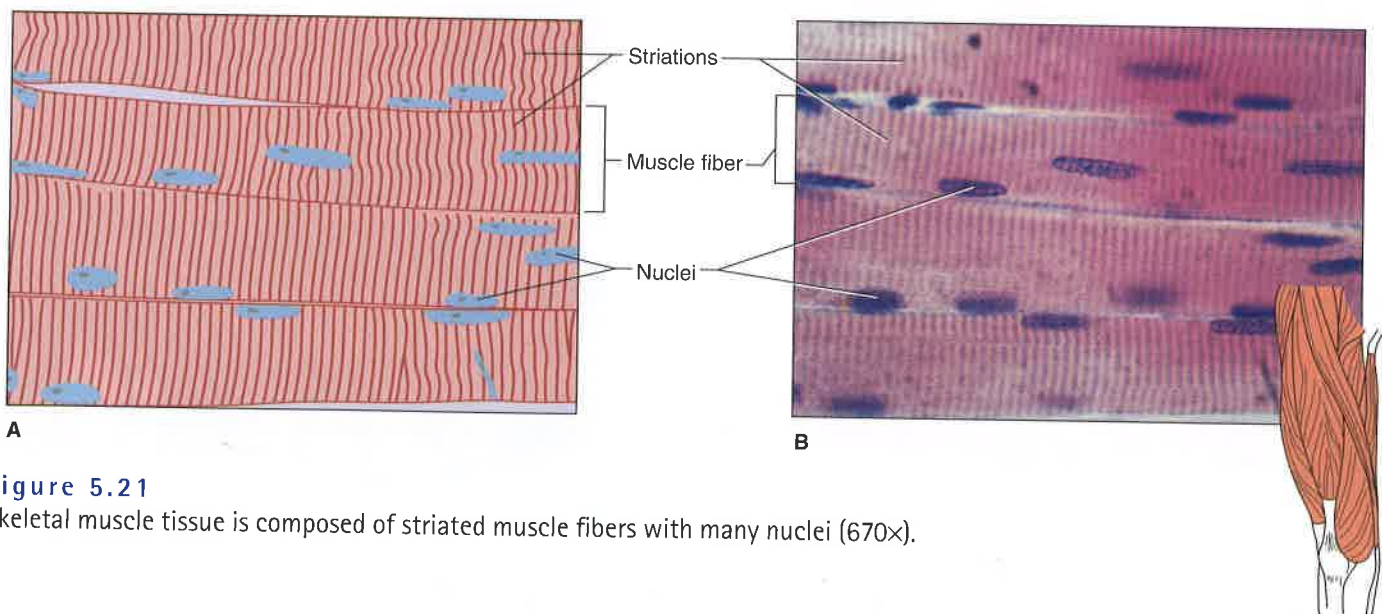 Striations
Muscle fiber
Nuclei
A
B
igure 5.21
keletal muscle tissue is composed of striated muscle fibers with many nuclei (670×).